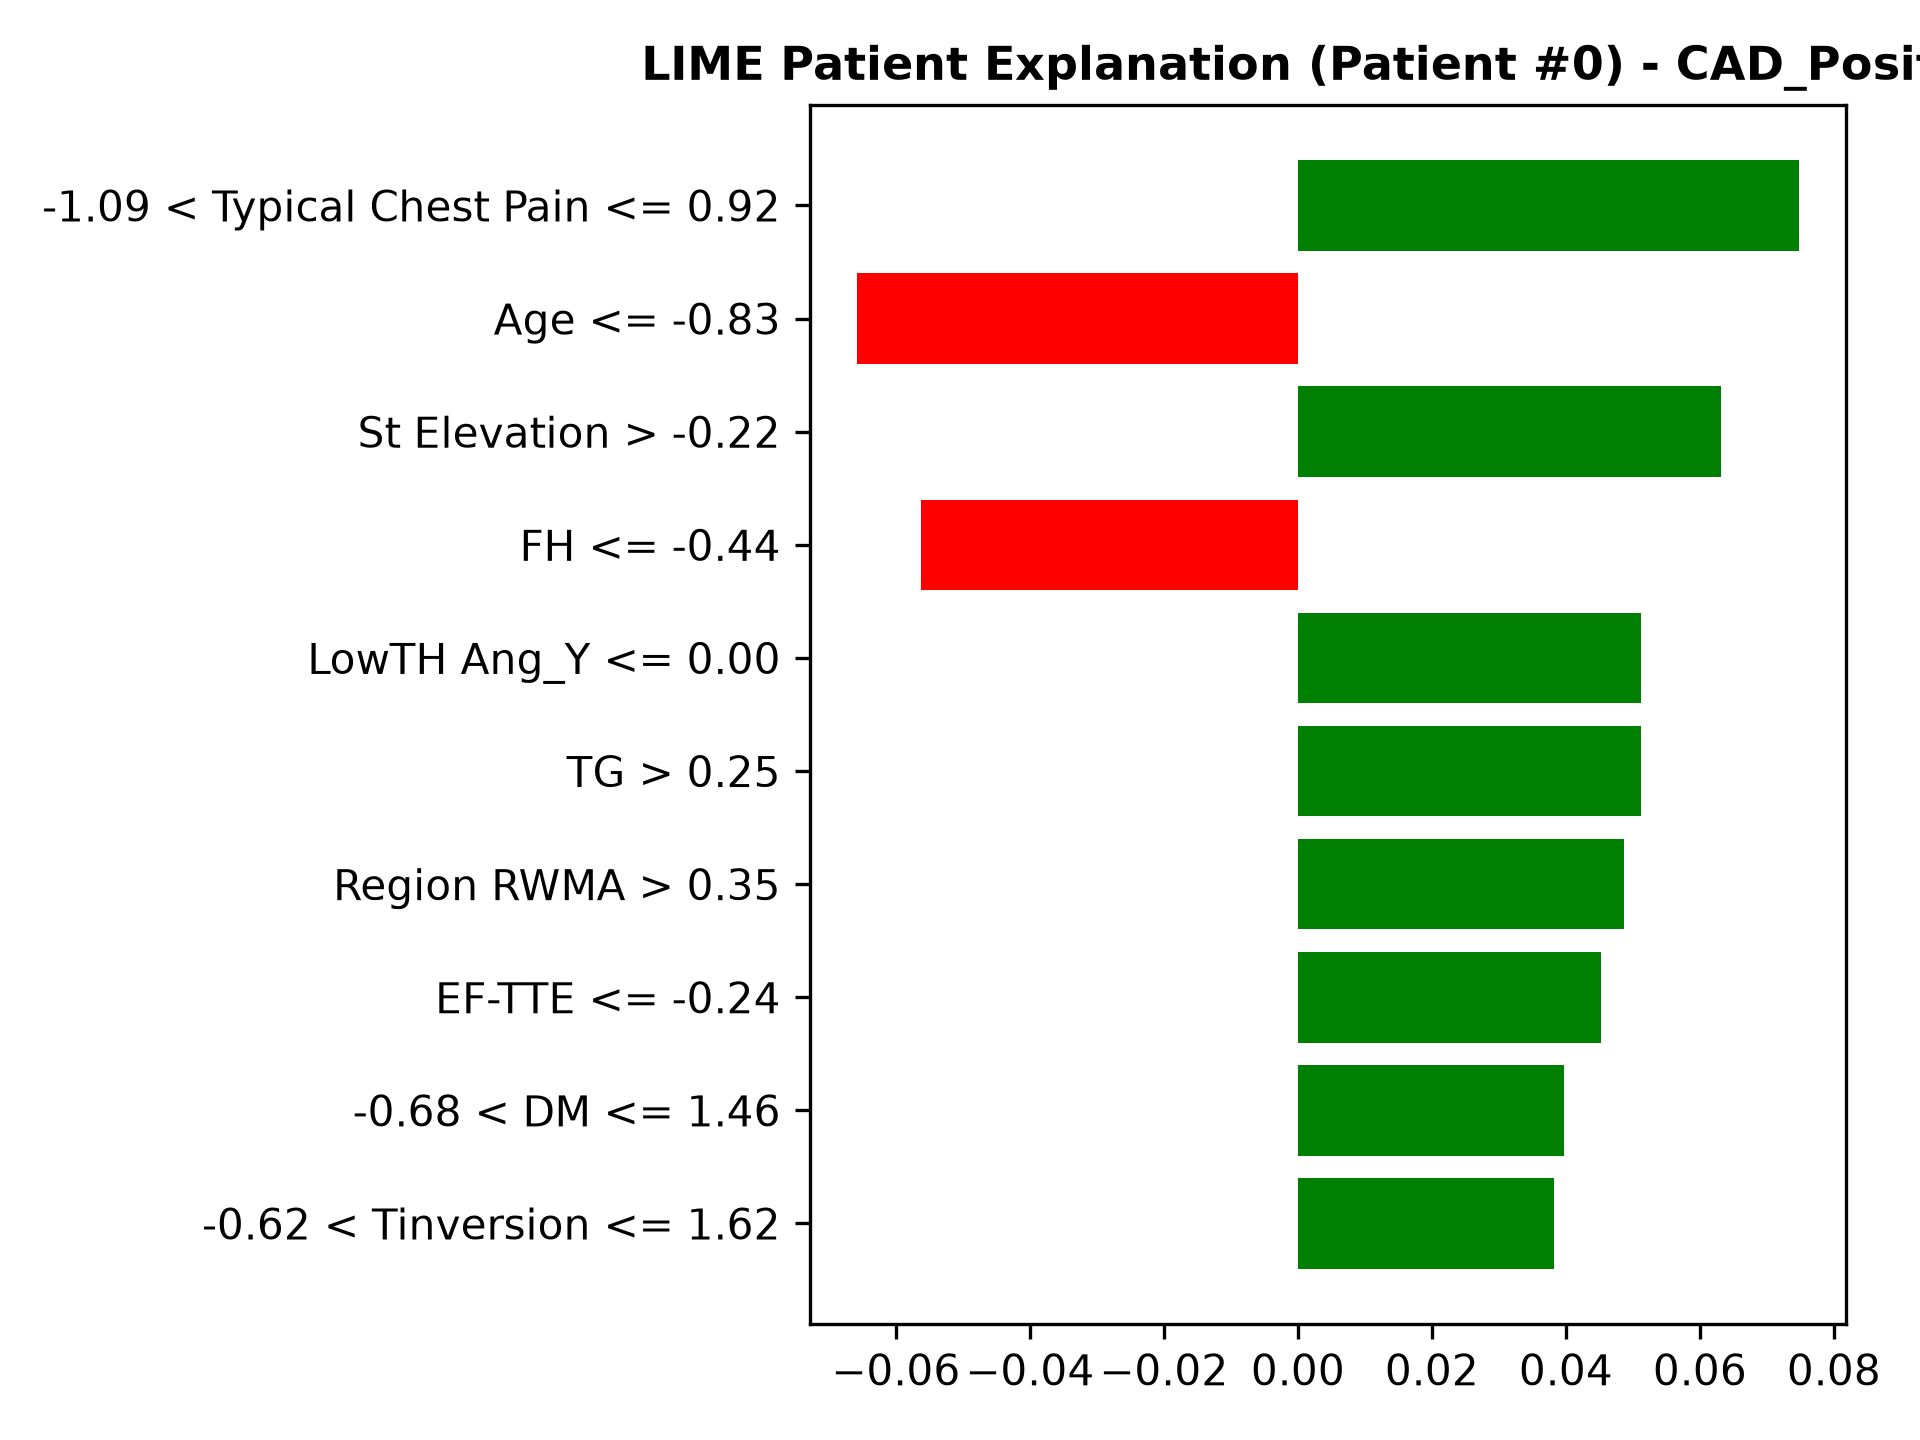 LIME Patient Explanation (Patient #0) - CAD_Posit
-1.09 < Typical Chest Pain <= 0.92
Age <= -0.83
St Elevation > -0.22
FH <= -0.44
LowTH Ang_Y <= 0.00
TG > 0.25
Region RWMA > 0.35
EF-TTE <= -0.24
-0.68 < DM <= 1.46
-0.62 < Tinversion <= 1.62
−0.06 −0.04 −0.02 0.00 0.02 0.04 0.06 0.08